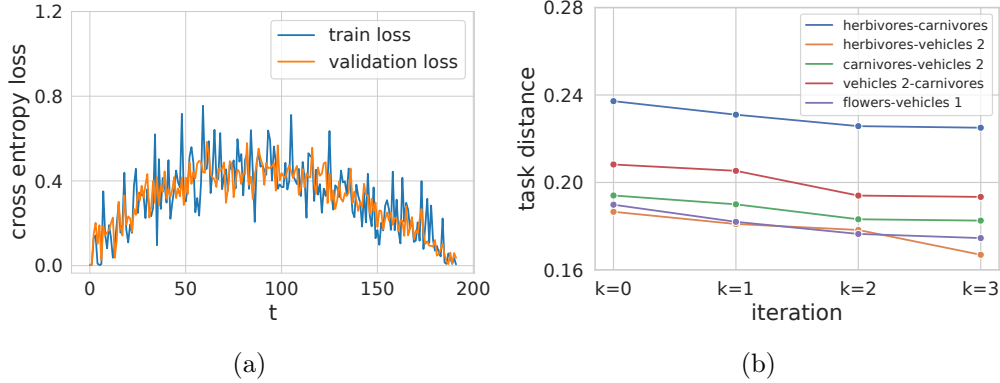 1.2
0.8
0.4
0.0
cross entropy loss
train loss
validation loss
0
50
100
150
200
t
(a)
0.28
0.24
0.20
0.16
task distance
herbivores-carnivores
herbivores-vehicles 2
carnivores-vehicles 2
vehicles 2-carnivores
flowers-vehicles 1
k=0
k=1
k=2
k=3
iteration
(b)